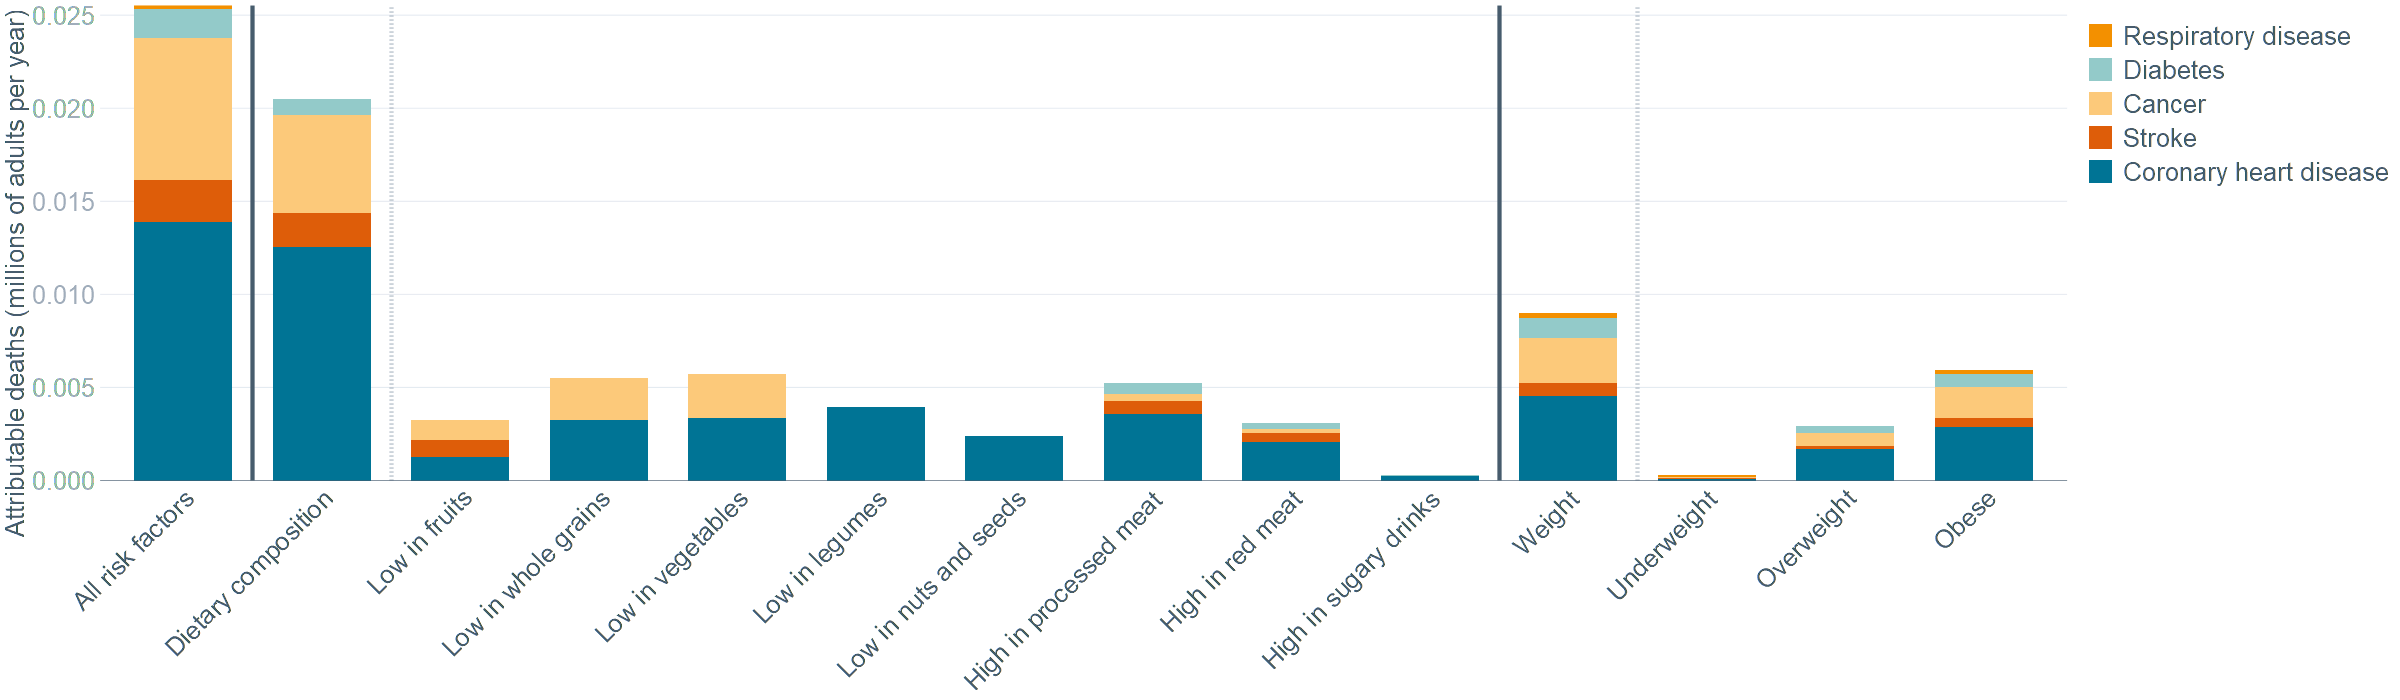 Attributable deaths (millions of adults per year)
0.025
0.020
0.015
0.010
0.005
0.000
All risk factors
Dietary composition
Low in fruits
Low in whole grains
Low in vegetables
Low in legumes
Low in nuts and seeds
High in processed meat
High in red meat
High in sugary drinks
Weight
Underweight
Overweight
Obese
Respiratory disease
Diabetes
Cancer
Stroke
Coronary heart disease